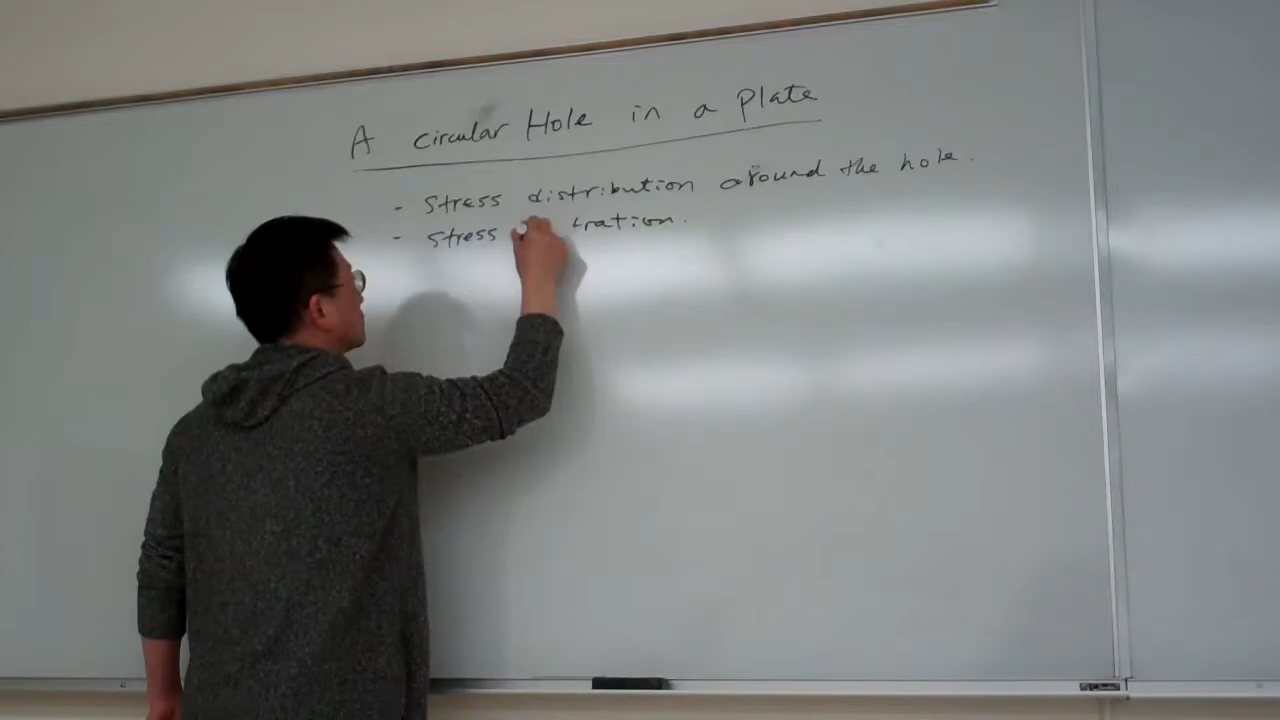 A circular Hole in a Plate
- Stress distribution around the hole.
- Stress tration.